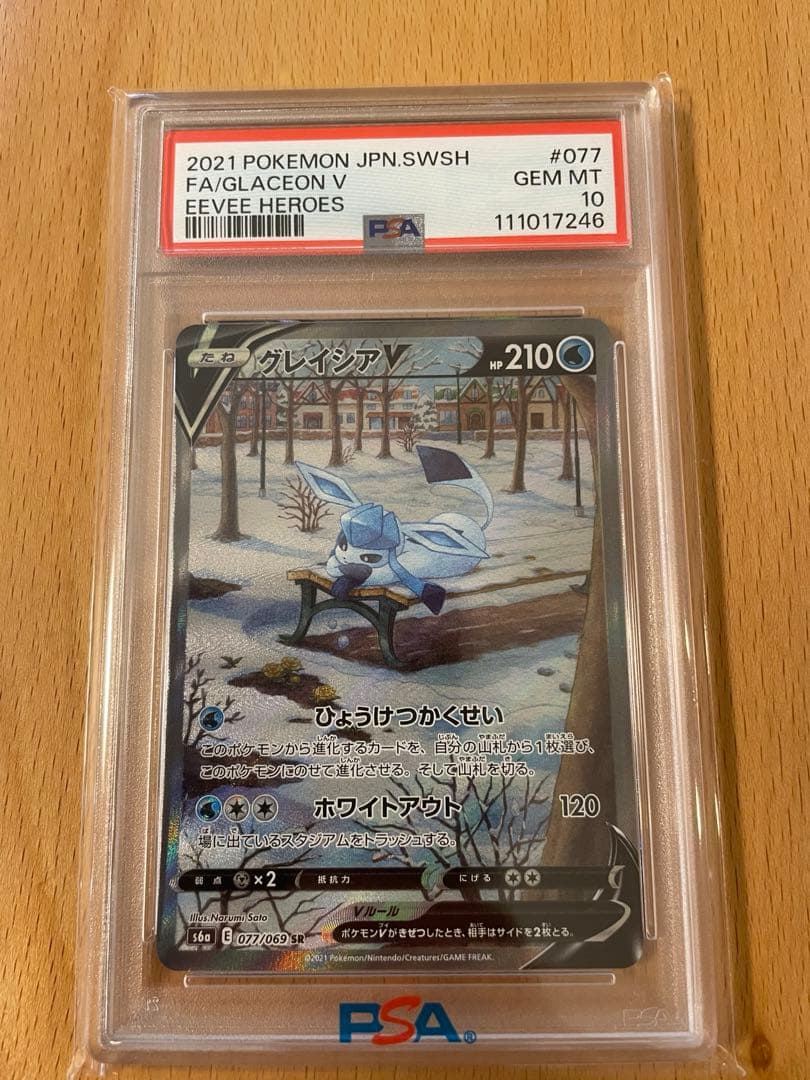 2021 POKEMON JPN.SWSH #077
FA/GLACEON V GEM MT
EEVEE HEROES 10
PSA 111017246
たね グレイシアV HP 210
ひょうけつかくせい
このポケモンから進化するカードを、自分の山札から1枚選び、
このポケモンにのせて進化させる。そして山札を切る。
ホワイトアウト 120
場に出ているスタジアムをトラッシュする。
弱点 ×2 抵抗力 にげる
Illus.Narumi Sato Vルール
s6a E 077/069 SR ポケモンVがきぜつしたとき、相手はサイドを2枚とる。
©2021 Pokémon/Nintendo/Creatures/GAME FREAK.
PSA